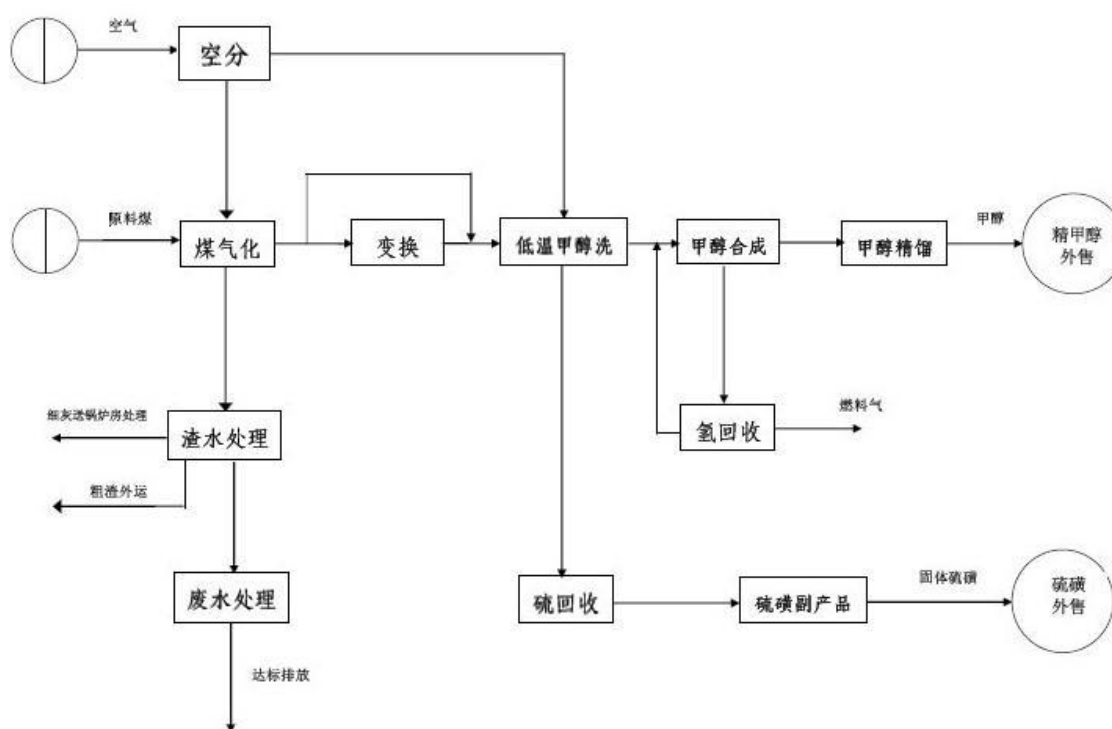 空气
空分
原料煤
煤气化
变换
低温甲醇洗
甲醇合成
甲醇精馏
甲醇
精甲醇
外售
细灰送锅炉房处理
渣水处理
粗渣外运
氢回收
燃料气
废水处理
达标排放
硫回收
硫磺副产品
固体硫磺
硫磺
外售